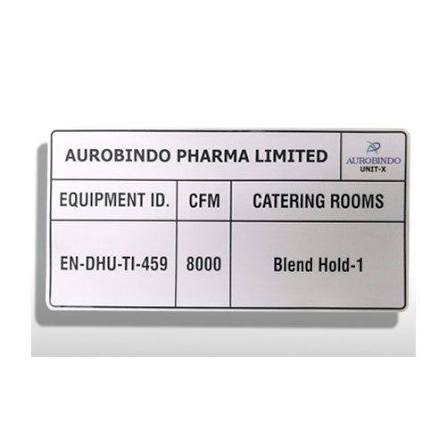 AUROBINDO PHARMA LIMITED
AUROBINDO
UNIT-X
EQUIPMENT ID. CFM CATERING ROOMS
EN-DHU-TI-459 8000 Blend Hold-1